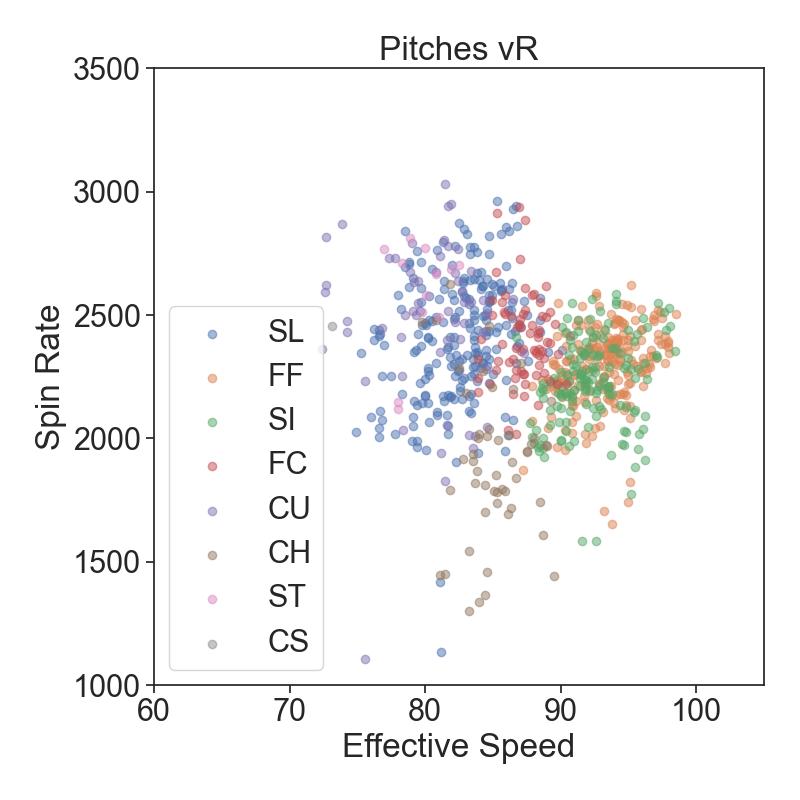 Pitches vR
3500
3000
2500
2000
1500
1000
Spin Rate
SL
FF
SI
FC
CU
CH
ST
CS
60 70 80 90 100
Effective Speed